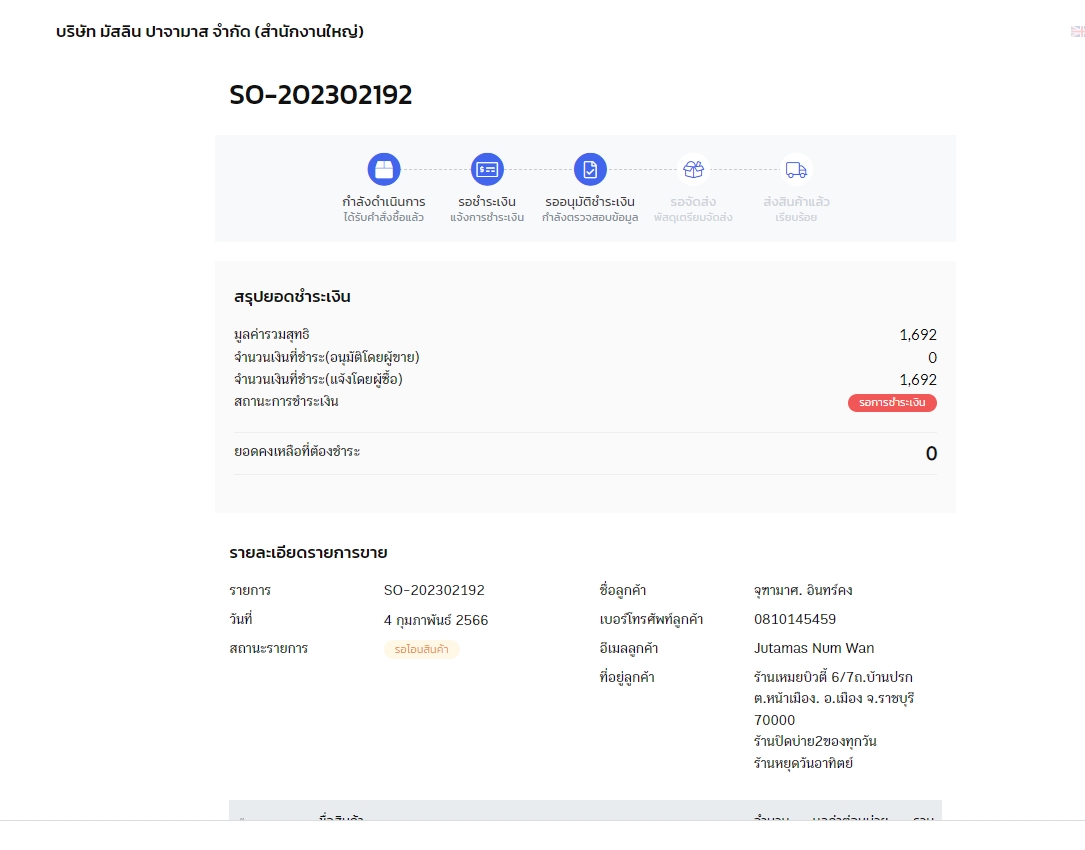 บริษัท มัสลิน ปาจามาส จำกัด (สำนักงานใหญ่)
SO-202302192
กำลังดำเนินการ รอชำระเงิน รออนุมัติชำระเงิน รอจัดส่ง ส่งสินค้าแล้ว
ได้รับคำสั่งซื้อแล้ว แจ้งการชำระเงิน กำลังตรวจสอบข้อมูล พัสดุเตรียมจัดส่ง เรียบร้อย
สรุปยอดชำระเงิน
มูลค่ารวมสุทธิ 1,692
จำนวนเงินที่ชำระ(อนุมัติโดยผู้ขาย) 0
จำนวนเงินที่ชำระ(แจ้งโดยผู้ซื้อ) 1,692
สถานะการชำระเงิน รอการชำระเงิน
ยอดคงเหลือที่ต้องชำระ 0
รายละเอียดรายการขาย
รายการ SO-202302192 ชื่อลูกค้า จุฑามาศ. อินทร์คง
วันที่ 4 กุมภาพันธ์ 2566 เบอร์โทรศัพท์ลูกค้า 0810145459
สถานะรายการ รอโอนสินค้า อีเมลลูกค้า Jutamas Num Wan
ที่อยู่ลูกค้า ร้านเหมยบิวตี้ 6/7ถ.บ้านปรก
ต.หน้าเมือง. อ.เมือง จ.ราชบุรี
70000
ร้านปิดบ่าย2ของทุกวัน
ร้านหยุดวันอาทิตย์